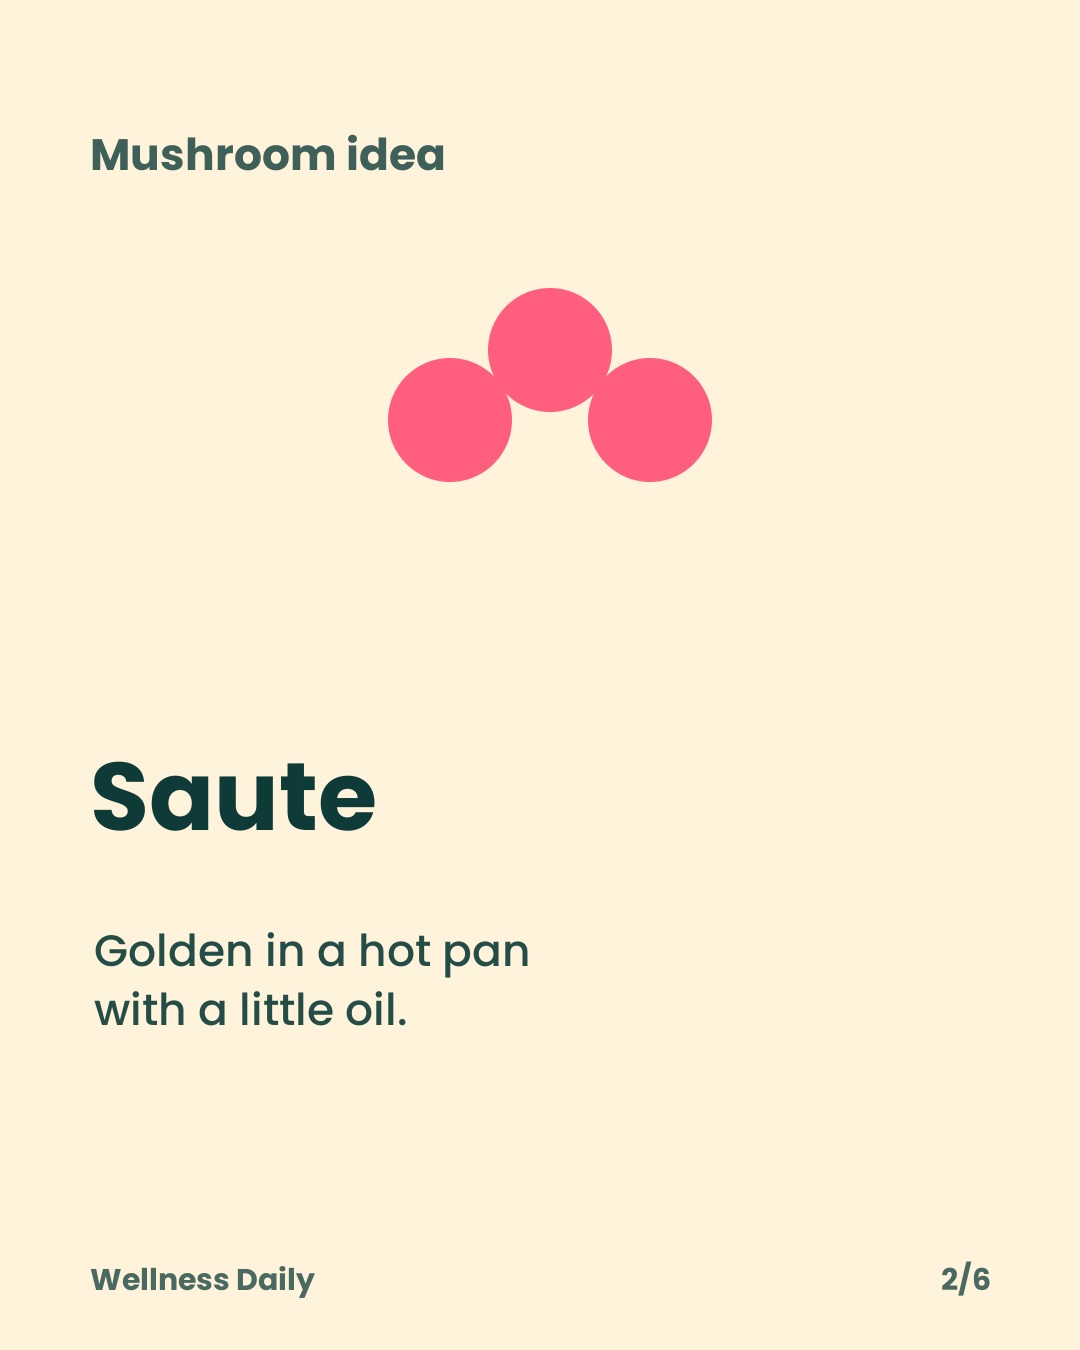 Mushroom idea
Saute
Golden in a hot pan
with a little oil.
Wellness Daily
2/6